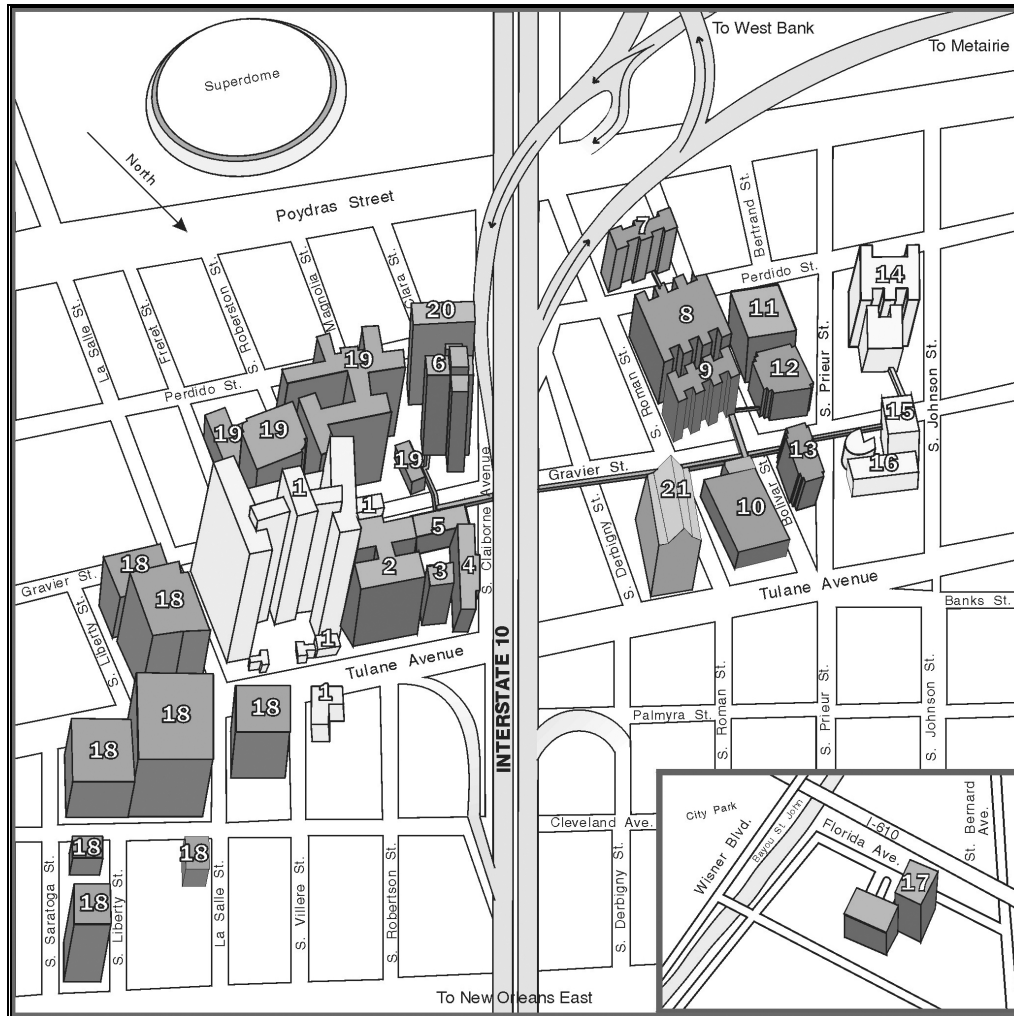 To West Bank
To Metairie
Superdome
North
Poydras Street
Bertrand St.
7
Perdido St.
14
La Salle St.
Freret St.
S. Roberston St.
Magnolia St.
Clara St.
20
8
11
S. Prieur St.
S. Johnson St.
19
6
9
12
Perdido St.
S. Roman St.
15
19
19
19
13
16
Gravier St.
S. Claiborne Avenue
1
1
21
10
Bolivar St.
5
S. Derbigny St.
18
2
3
4
Gravier St.
18
Tulane Avenue
Banks St.
S. Liberty St.
1
Tulane Avenue
INTERSTATE 10
1
18
18
Palmyra St.
S. Roman St.
S. Prieur St.
S. Johnson St.
18
City Park
Bayou St. John
I-610
St. Bernard Ave.
Cleveland Ave.
Florida Ave.
Wisner Blvd.
18
18
17
18
S. Saratoga St.
S. Liberty St.
La Salle St.
S. Villere St.
S. Robertson St.
S. Derbigny St.
To New Orleans East